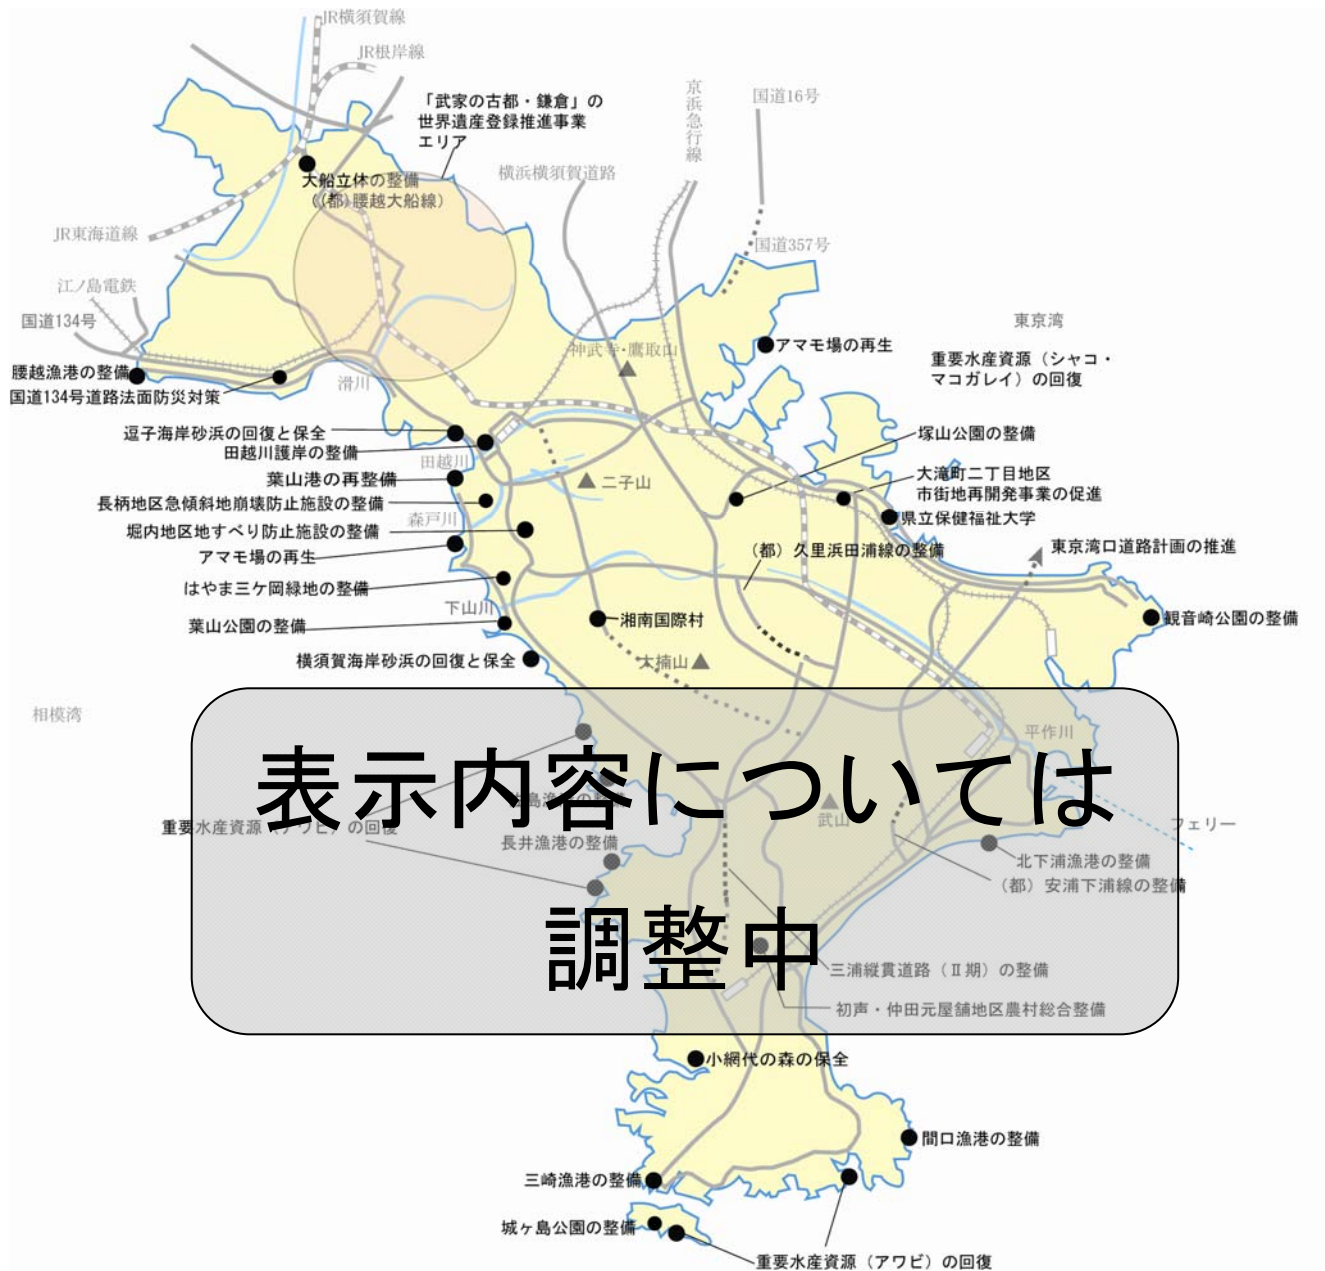 JR横須賀線
JR根岸線
「武家の古都・鎌倉」の
世界遺産登録推進事業
エリア
京浜急行線
国道16号
横浜横須賀道路
大船立体の整備
((都)腰越大船線)
JR東海道線
国道357号
江ノ島電鉄
国道134号
東京湾
神武寺・鷹取山
アマモ場の再生
重要水産資源（シャコ・
マコガレイ）の回復
腰越漁港の整備
滑川
国道134号道路法面防災対策
逗子海岸砂浜の回復と保全
田越川護岸の整備
田越川
塚山公園の整備
葉山港の再整備
二子山
大滝町二丁目地区
市街地再開発事業の促進
長柄地区急傾斜地崩壊防止施設の整備
森戸川
県立保健福祉大学
堀内地区地すべり防止施設の整備
アマモ場の再生
（都）久里浜田浦線の整備
東京湾口道路計画の推進
はやま三ケ岡緑地の整備
下山川
葉山公園の整備
湘南国際村
観音崎公園の整備
横須賀海岸砂浜の回復と保全
大楠山
相模湾
平作川
表示内容については
調整中
武山
フェリー
重要水産資源（アワビ）の回復
長井漁港の整備
北下浦漁港の整備
（都）安浦下浦線の整備
三浦縦貫道路（Ⅱ期）の整備
初声・仲田元屋舗地区農村総合整備
小網代の森の保全
間口漁港の整備
三崎漁港の整備
城ヶ島公園の整備
重要水産資源（アワビ）の回復